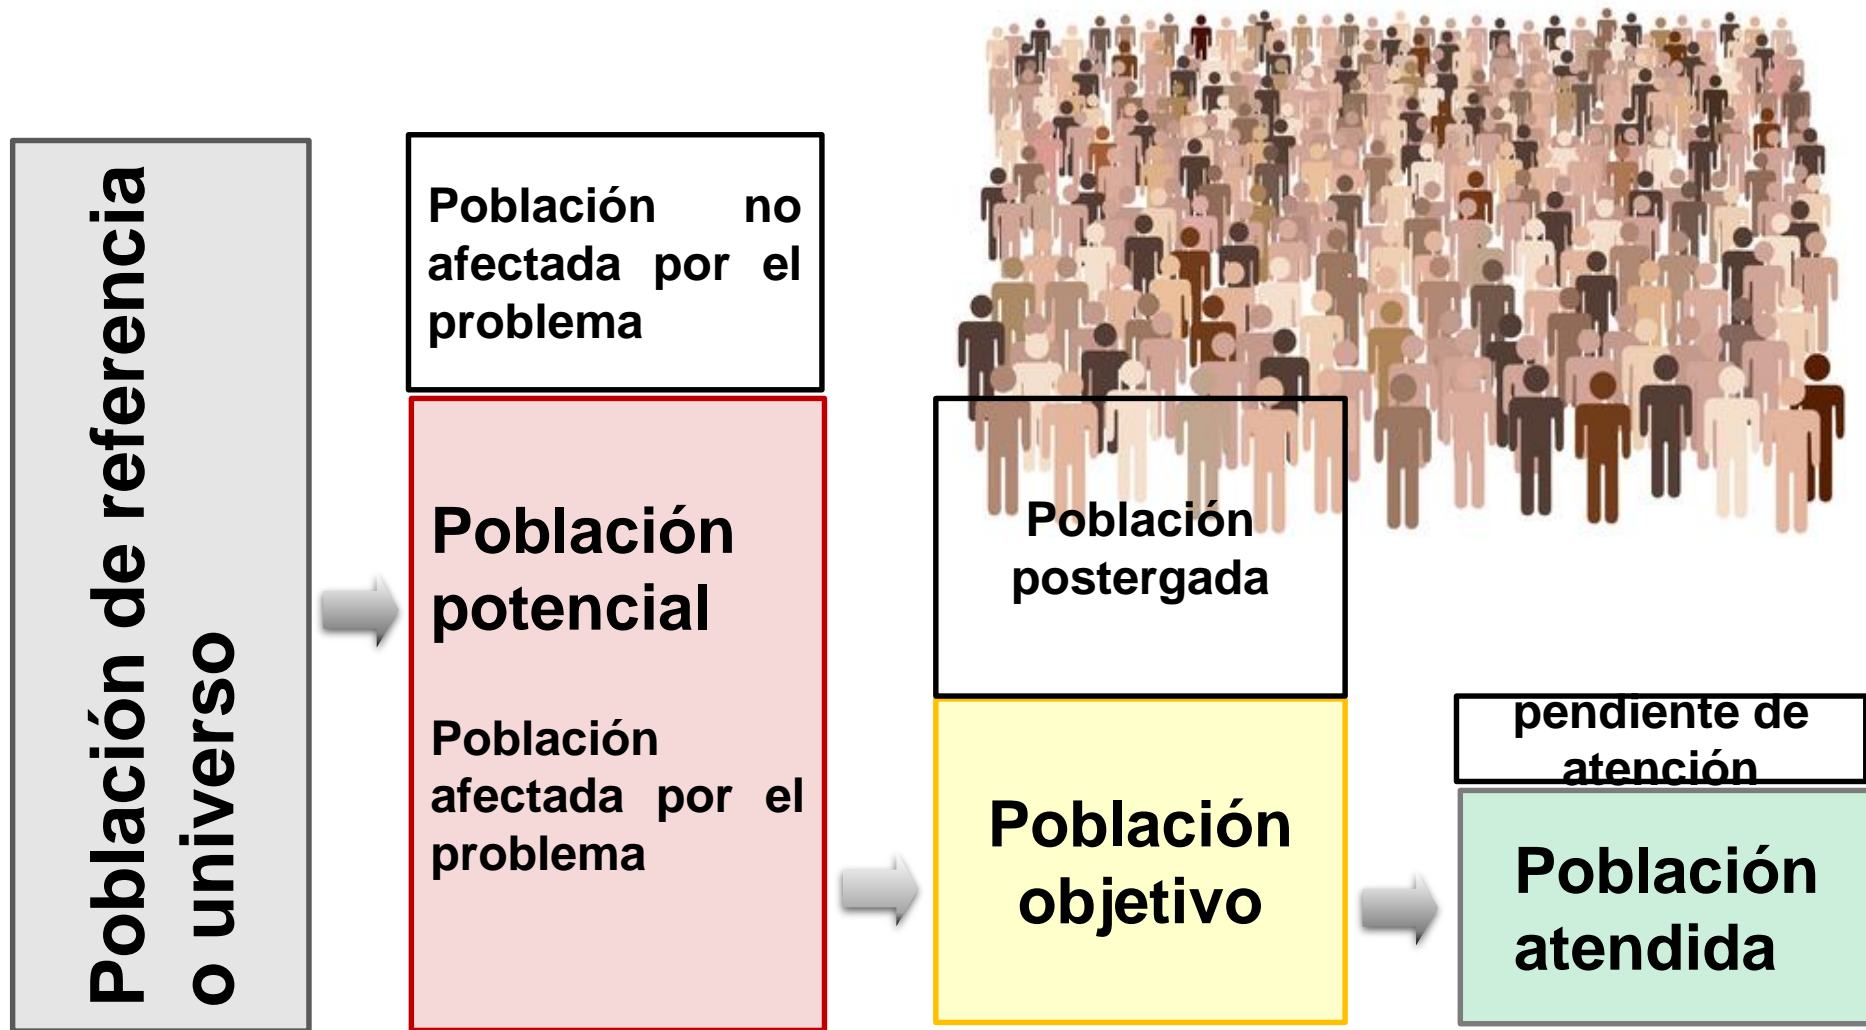 Población de referencia
o universo
Población no
afectada por el
problema
Población
potencial
Población
afectada por el
problema
Población
postergada
Población
objetivo
pendiente de
atención
Población
atendida